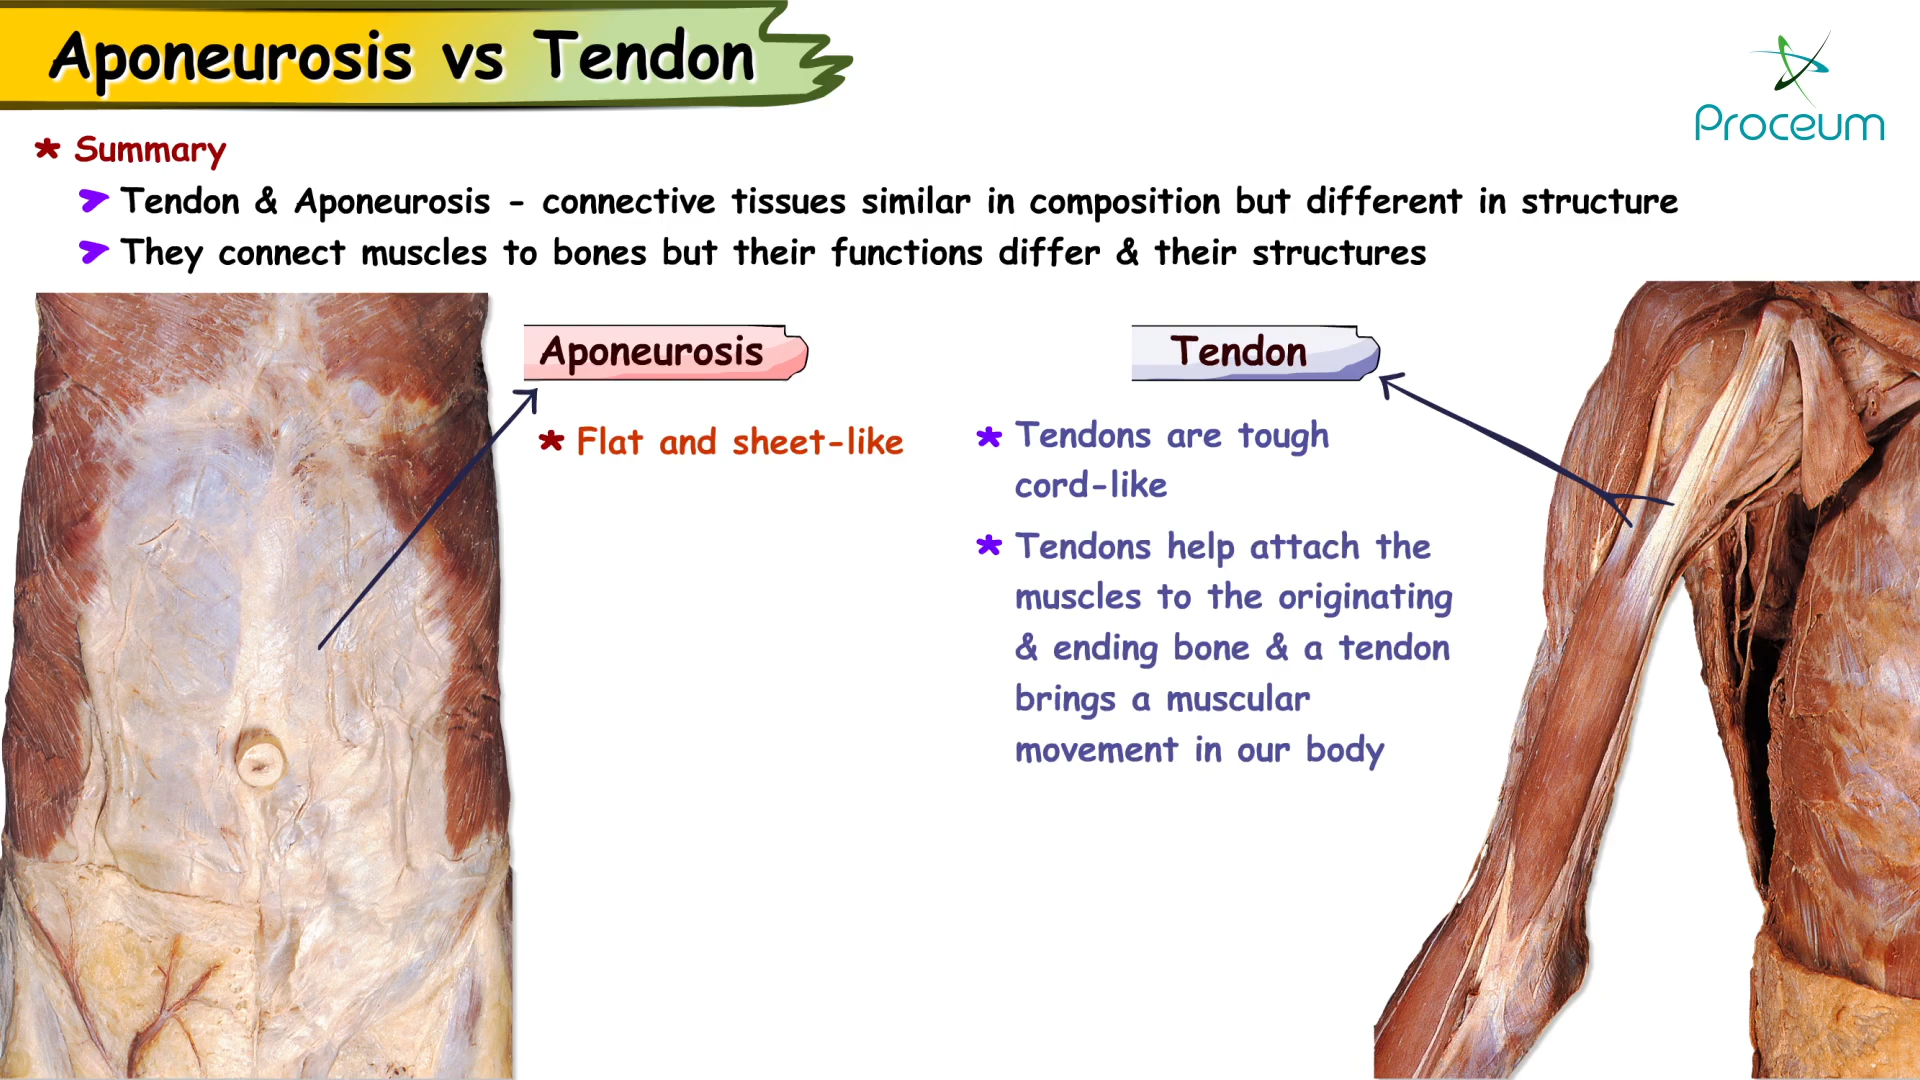 Aponeurosis vs Tendon
Proceum
* Summary
➤ Tendon & Aponeurosis - connective tissues similar in composition but different in structure
➤ They connect muscles to bones but their functions differ & their structures
Aponeurosis
* Flat and sheet-like
Tendon
* Tendons are tough
cord-like
* Tendons help attach the
muscles to the originating
& ending bone & a tendon
brings a muscular
movement in our body